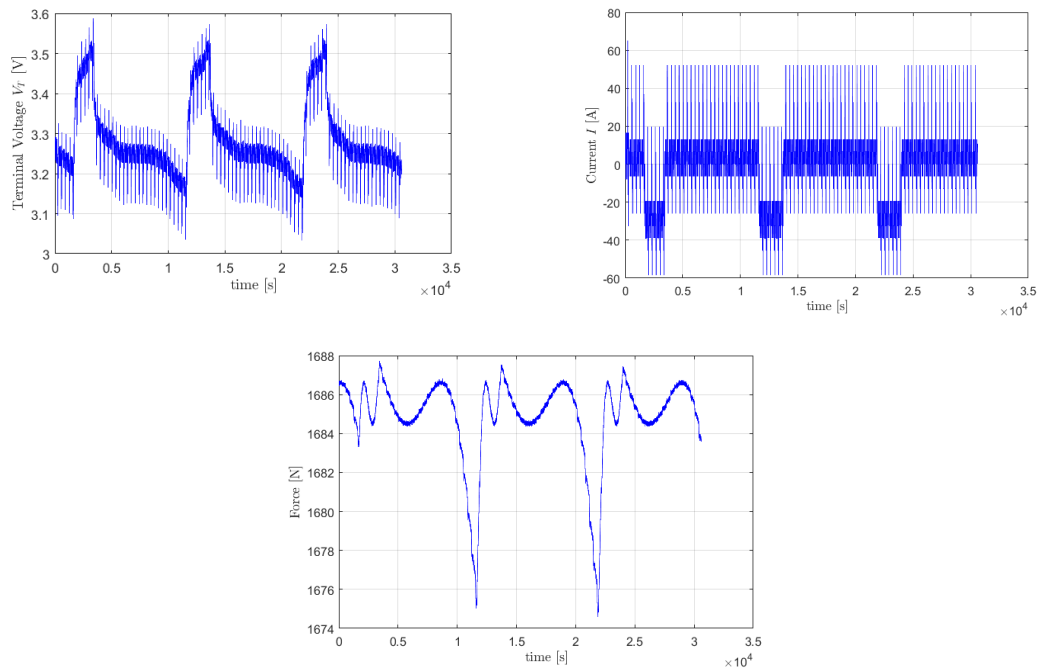 3.6
3.5
3.4
3.3
3.2
3.1
3
Terminal Voltage V_T [V]
0 0.5 1 1.5 2 2.5 3 3.5
time [s]
×10^4
80
60
40
20
0
-20
-40
-60
Current I [A]
0 0.5 1 1.5 2 2.5 3 3.5
time [s]
×10^4
1688
1686
1684
1682
1680
1678
1676
1674
Force [N]
0 0.5 1 1.5 2 2.5 3 3.5
time [s]
×10^4